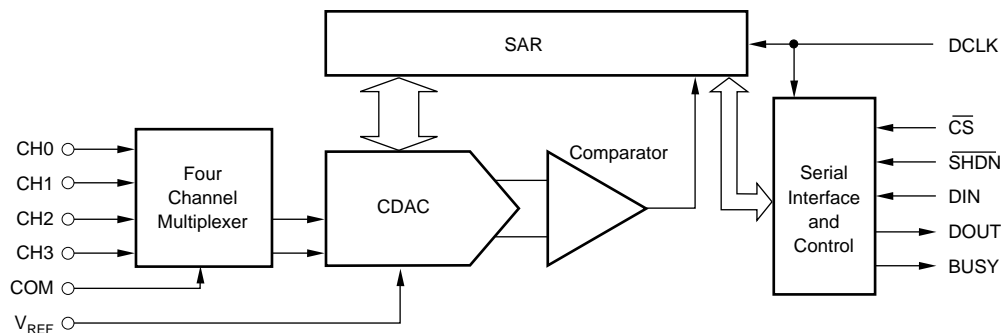 SAR
DCLK
CH0
CH1
CH2
CH3
COM
VREF
Four
Channel
Multiplexer
CDAC
Comparator
Serial
Interface
and
Control
CS
SHDN
DIN
DOUT
BUSY